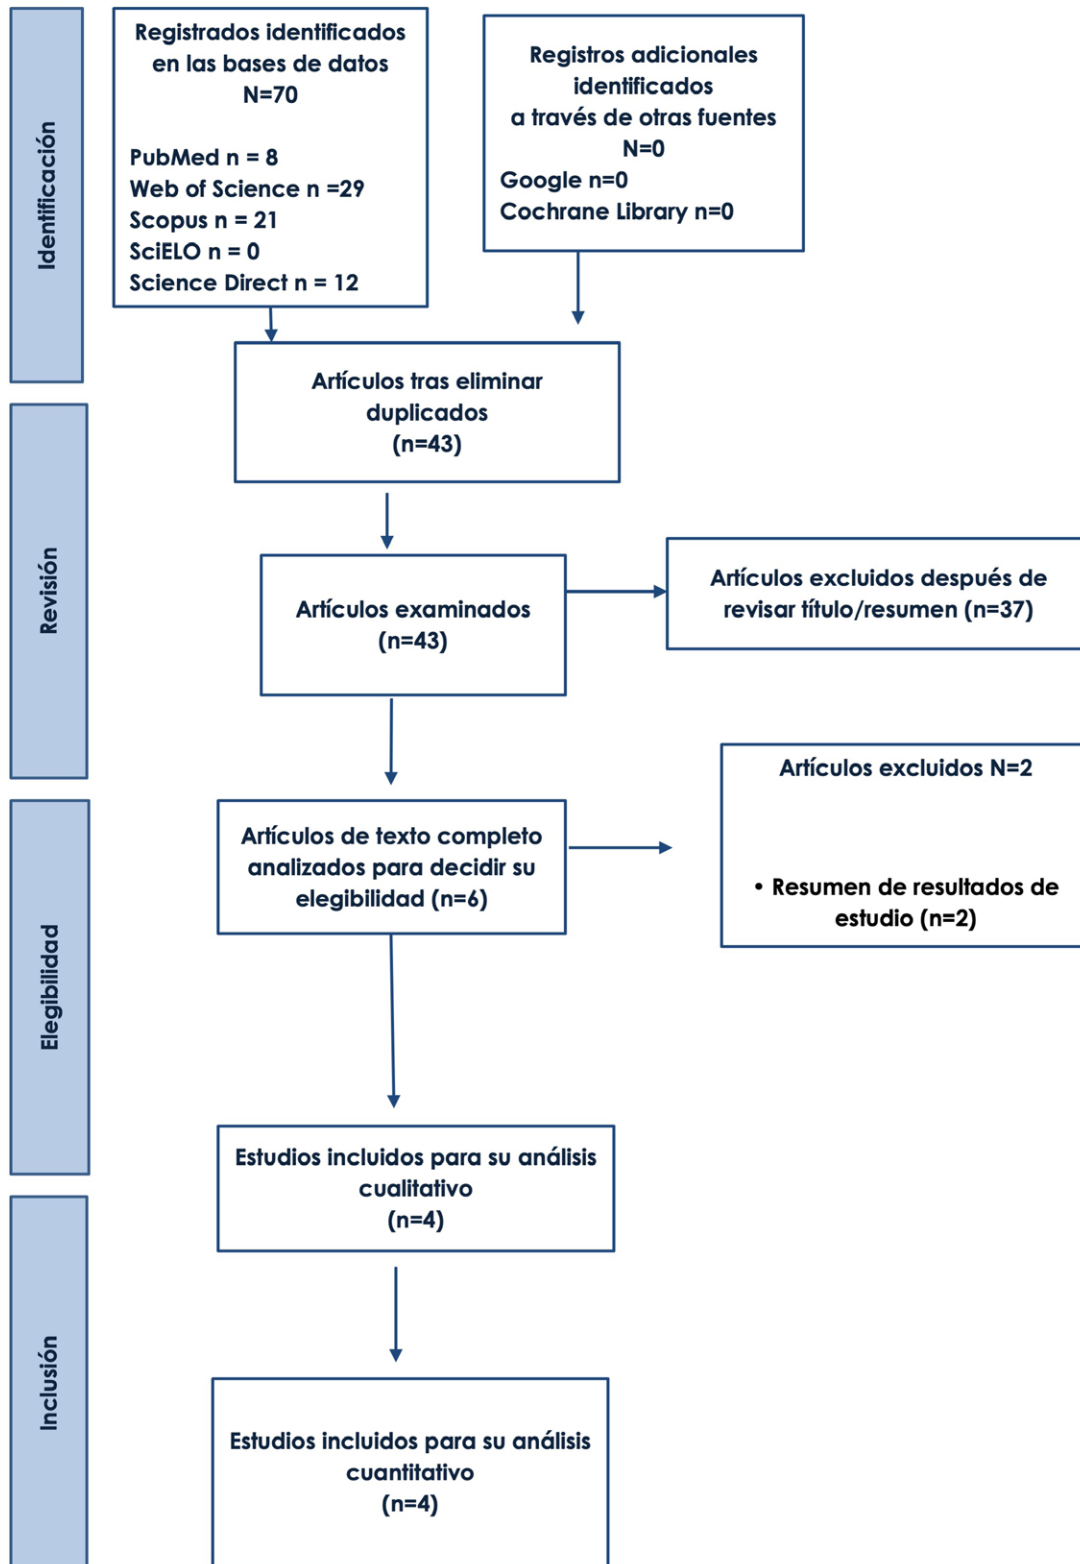 Identificación
Registrados identificados
en las bases de datos
N=70
PubMed n = 8
Web of Science n =29
Scopus n = 21
SciELO n = 0
Science Direct n = 12
Registros adicionales
identificados
a través de otras fuentes
N=0
Google n=0
Cochrane Library n=0
Artículos tras eliminar
duplicados
(n=43)
Revisión
Artículos examinados
(n=43)
Artículos excluidos después de
revisar título/resumen (n=37)
Elegibilidad
Artículos de texto completo
analizados para decidir su
elegibilidad (n=6)
Artículos excluidos N=2
• Resumen de resultados de
estudio (n=2)
Estudios incluidos para su análisis
cualitativo
(n=4)
Inclusión
Estudios incluidos para su análisis
cuantitativo
(n=4)